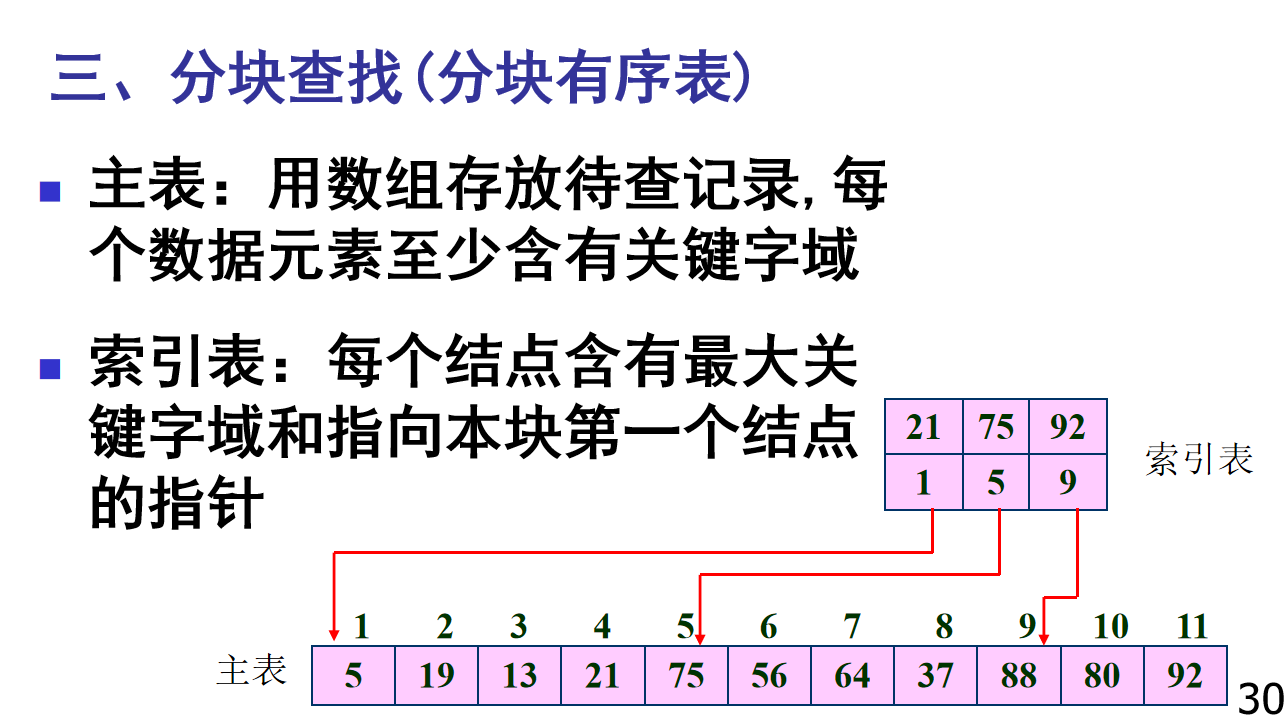 三、分块查找(分块有序表)
主表：用数组存放待查记录,每
个数据元素至少含有关键字域
索引表：每个结点含有最大关
键字域和指向本块第一个结点
的指针
21 75 92
1 5 9
索引表
1 2 3 4 5 6 7 8 9 10 11
主表
5 19 13 21 75 56 64 37 88 80 92
30